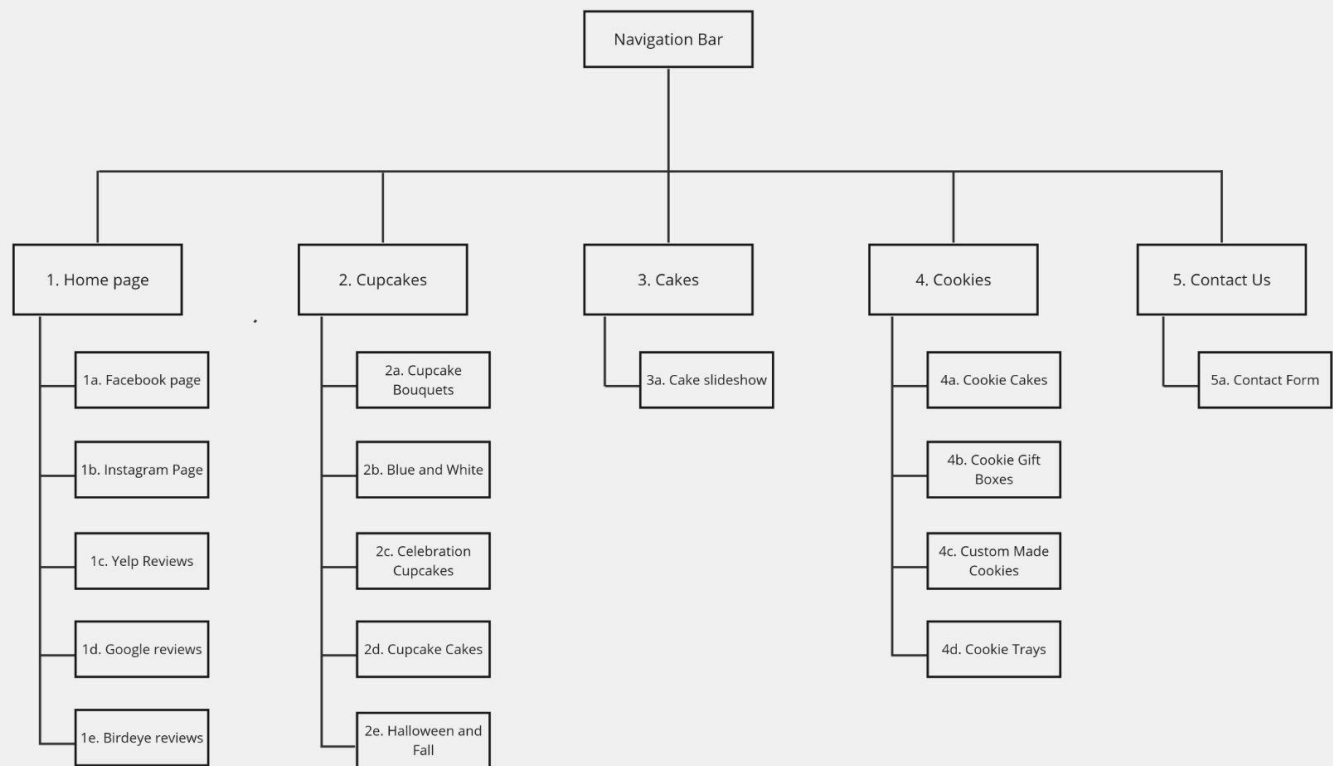 Navigation Bar
1. Home page
2. Cupcakes
3. Cakes
4. Cookies
5. Contact Us
1a. Facebook page
1b. Instagram Page
1c. Yelp Reviews
1d. Google reviews
1e. Birdeye reviews
2a. Cupcake
Bouquets
2b. Blue and White
2c. Celebration
Cupcakes
2d. Cupcake Cakes
2e. Halloween and
Fall
3a. Cake slideshow
4a. Cookie Cakes
4b. Cookie Gift
Boxes
4c. Custom Made
Cookies
4d. Cookie Trays
5a. Contact Form